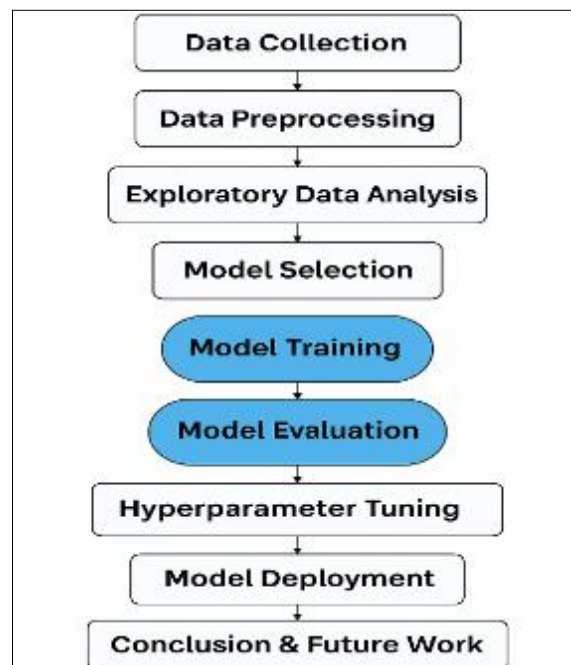 Data Collection
Data Preprocessing
Exploratory Data Analysis
Model Selection
Model Training
Model Evaluation
Hyperparameter Tuning
Model Deployment
Conclusion & Future Work